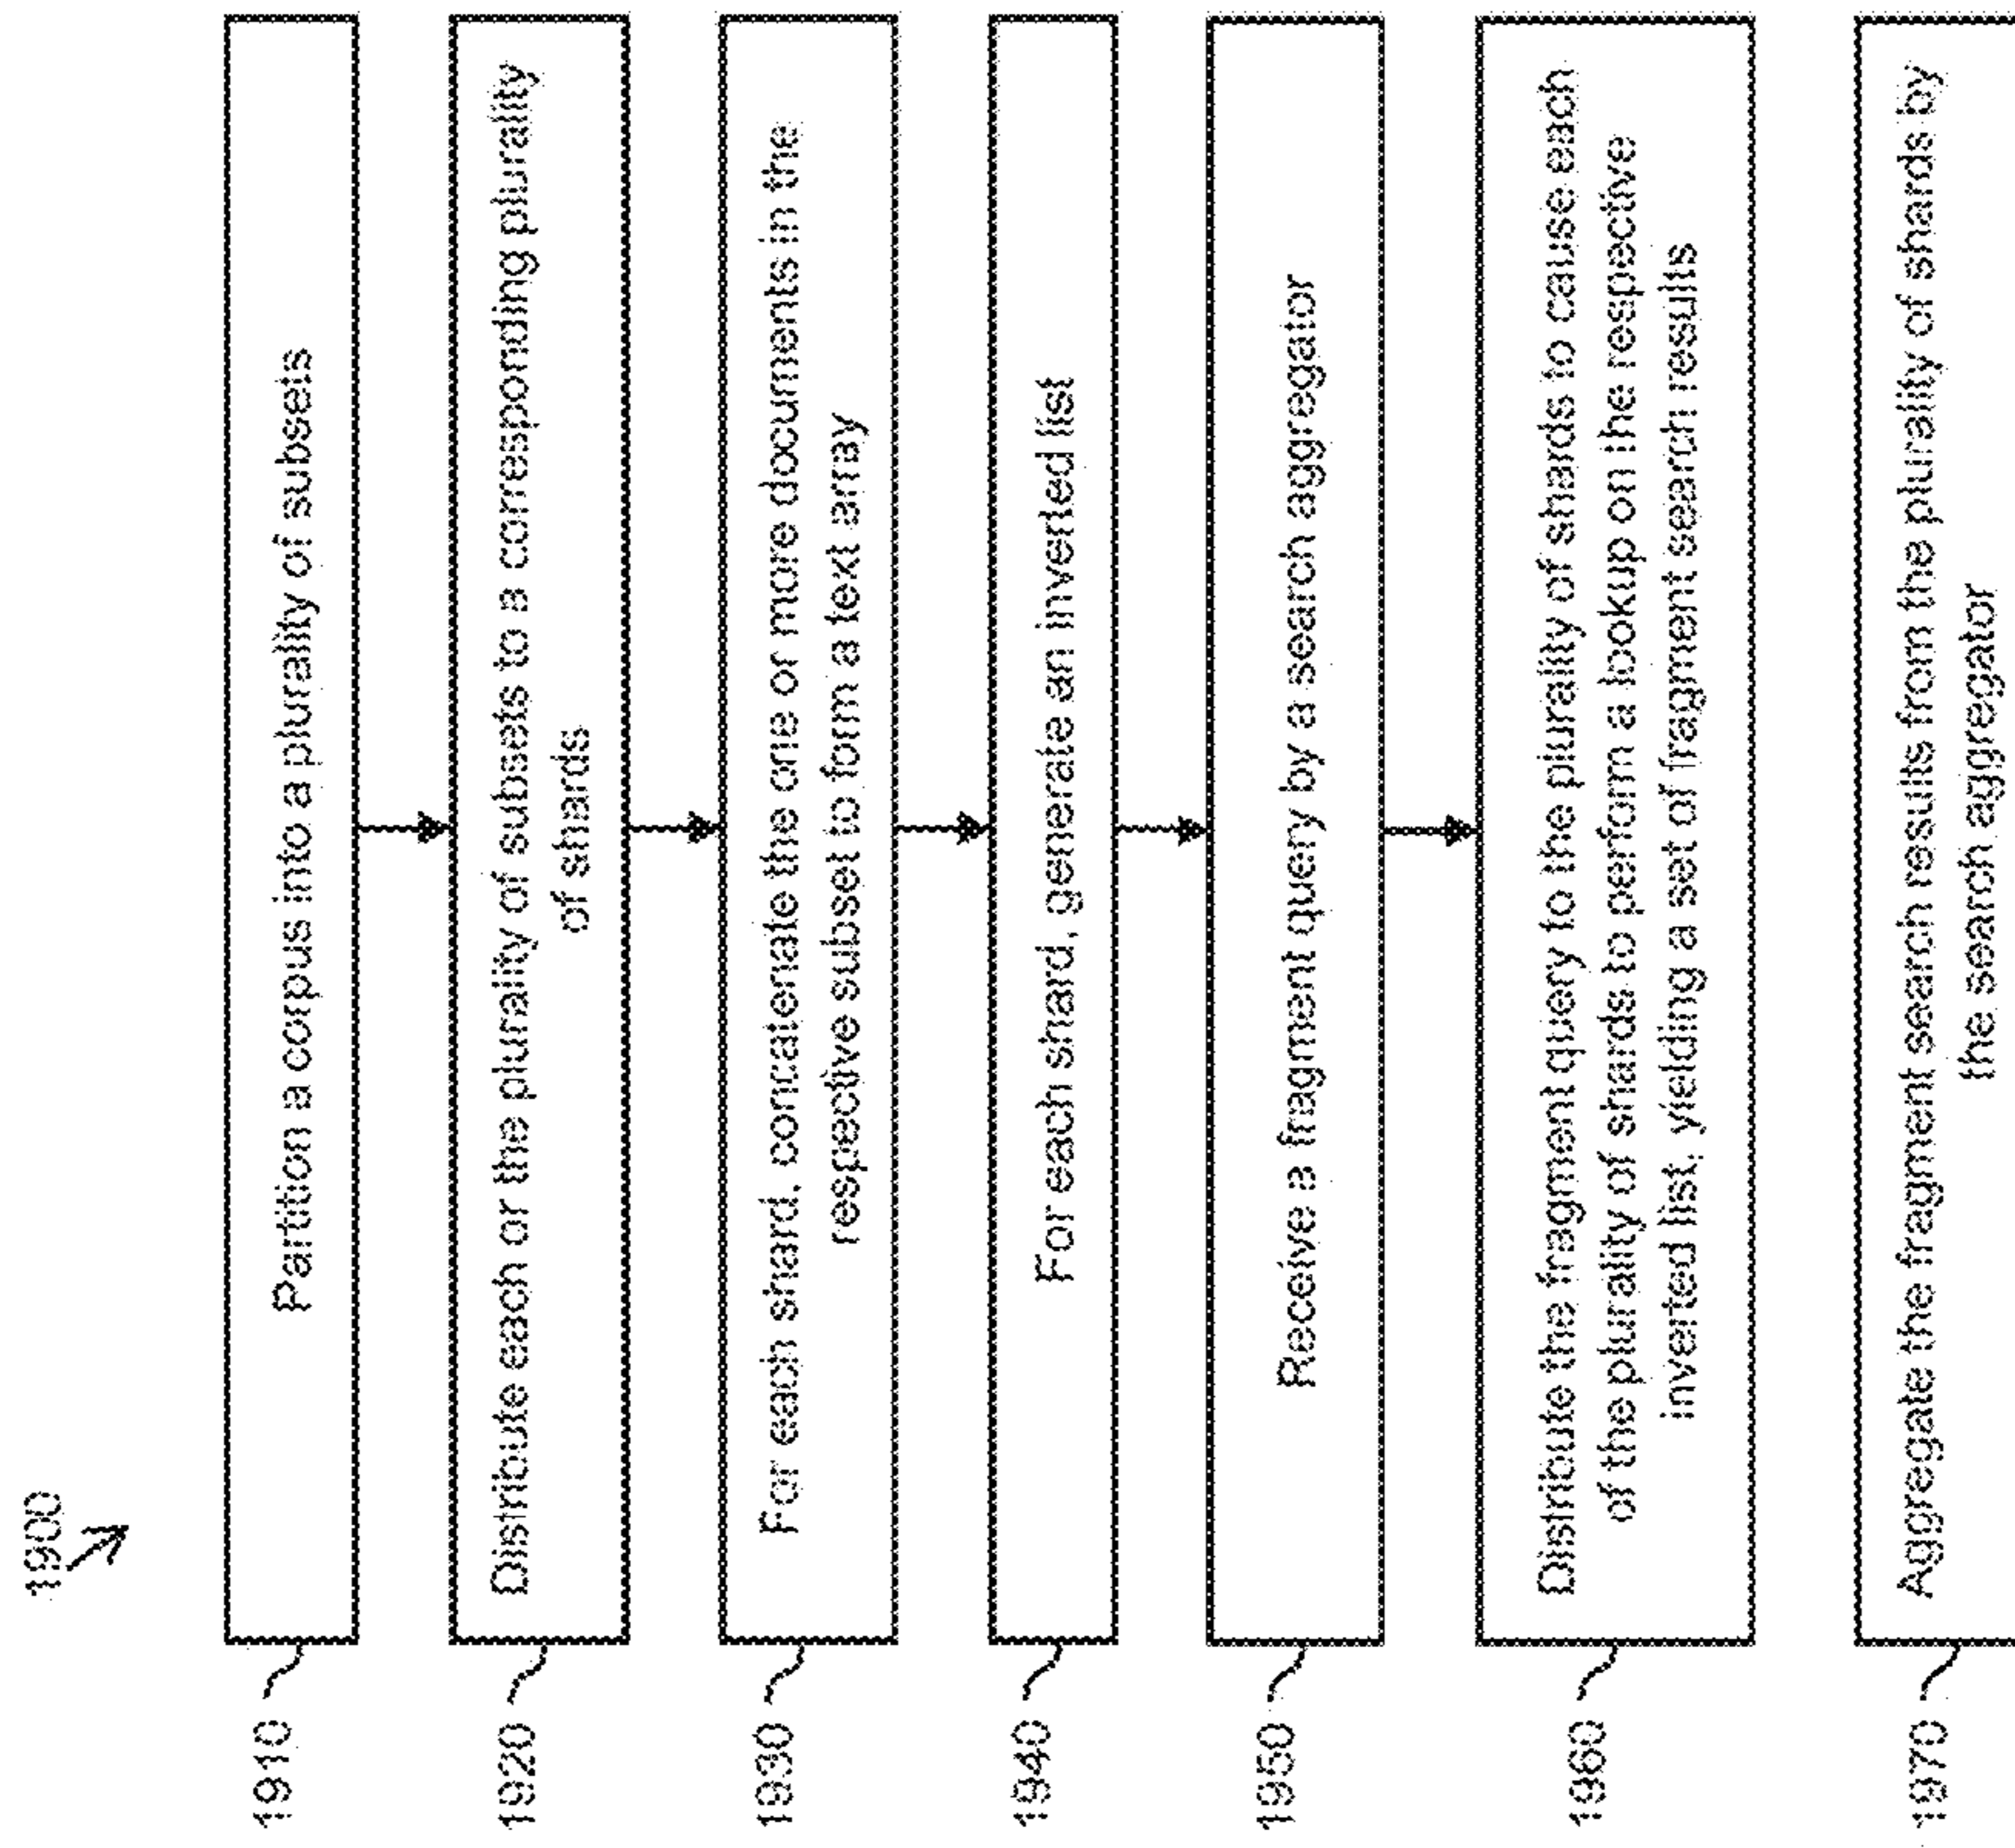 1900
1910
Partition a corpus into a plurality of subsets
1920
Distribute each or the plurality of subsets to a corresponding plurality
of shards
1930
For each shard, concatenate the one or more documents in the
respective subset to form a text array
1940
For each shard, generate an inverted list
1950
Receive a fragment query by a search aggregator
1960
Distribute the fragment query to the plurality of shards to cause each
of the plurality of shards to perform a lookup on the respective
inverted list, yielding a set of fragment search results
1970
Aggregate the fragment search results from the plurality of shards by
the search aggregator